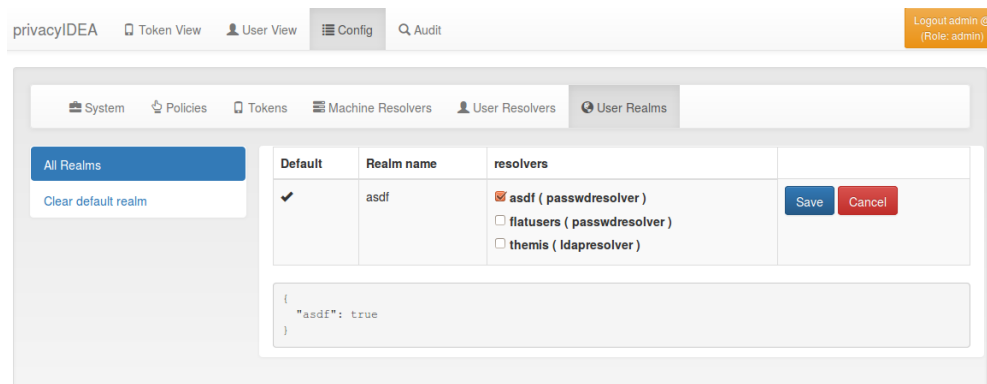 privacyIDEA Token View User View Config Audit
Logout admin @
(Role: admin)
System Policies Tokens Machine Resolvers User Resolvers User Realms
All Realms
Clear default realm
Default Realm name resolvers
asdf asdf ( passwdresolver ) Save Cancel
flatusers ( passwdresolver )
themis ( ldapresolver )
{
"asdf": true
}